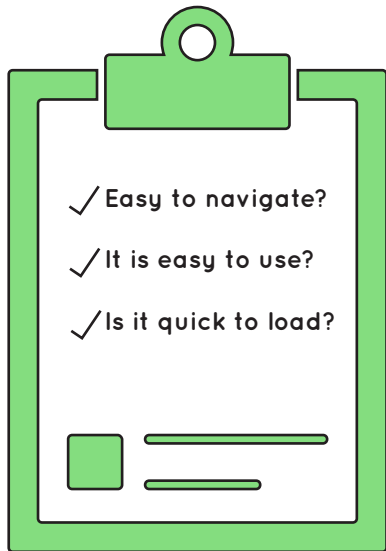 Easy to navigate?
It is easy to use?
Is it quick to load?